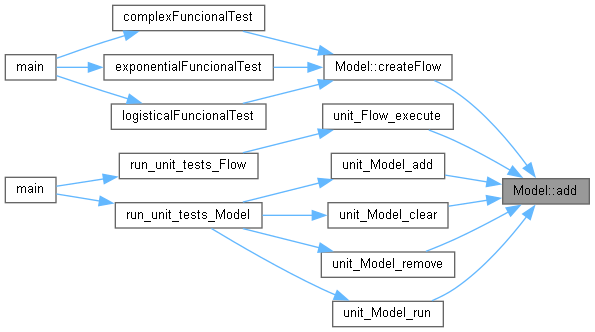 complexFuncionalTest
main
exponentialFuncionalTest
Model::createFlow
logisticalFuncionalTest
unit_Flow_execute
run_unit_tests_Flow
unit_Model_add
main
Model::add
run_unit_tests_Model
unit_Model_clear
unit_Model_remove
unit_Model_run